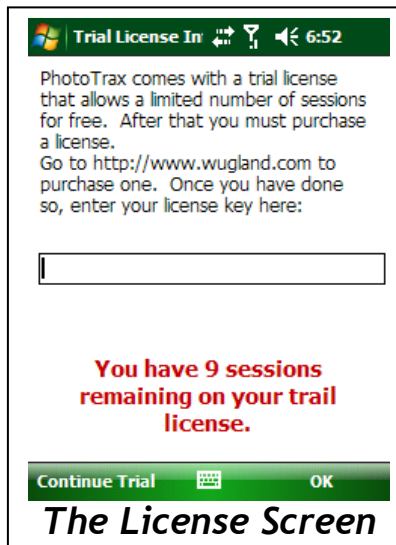 Trial License In 6:52
PhotoTrax comes with a trial license
that allows a limited number of sessions
for free. After that you must purchase
a license.
Go to http://www.wugland.com to
purchase one. Once you have done
so, enter your license key here:
You have 9 sessions
remaining on your trail
license.
Continue Trial OK
The License Screen